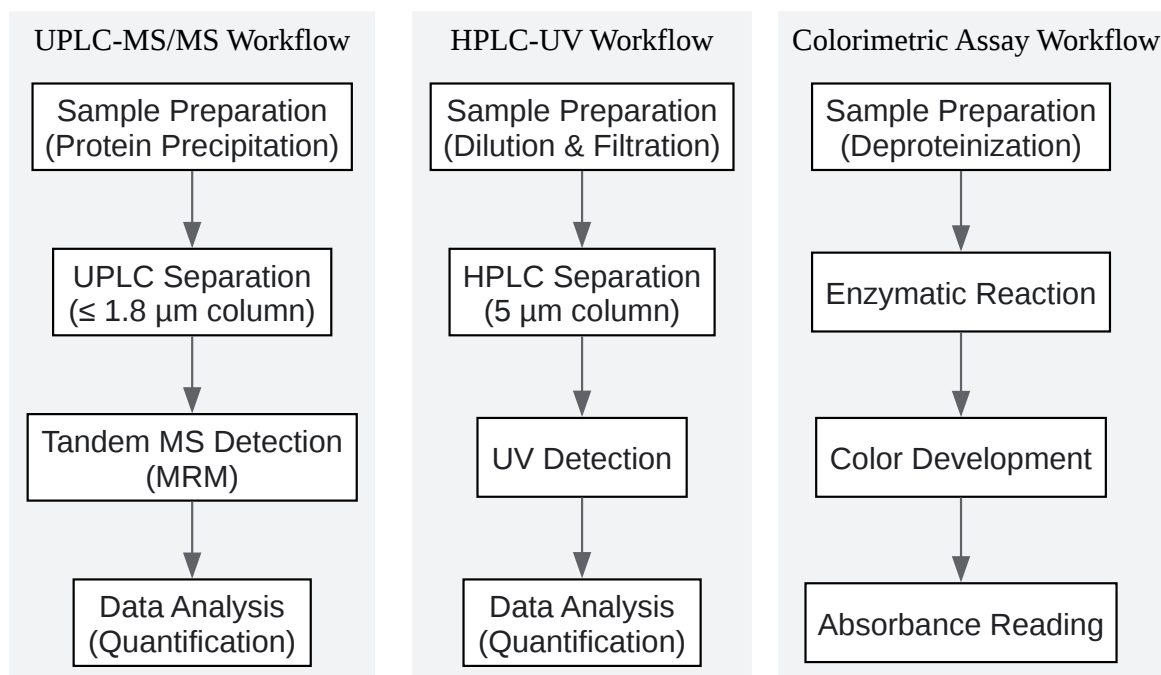 UPLC-MS/MS Workflow
Sample Preparation
(Protein Precipitation)
UPLC Separation
(≤ 1.8 µm column)
Tandem MS Detection
(MRM)
Data Analysis
(Quantification)
HPLC-UV Workflow
Sample Preparation
(Dilution & Filtration)
HPLC Separation
(5 µm column)
UV Detection
Data Analysis
(Quantification)
Colorimetric Assay Workflow
Sample Preparation
(Deproteinization)
Enzymatic Reaction
Color Development
Absorbance Reading